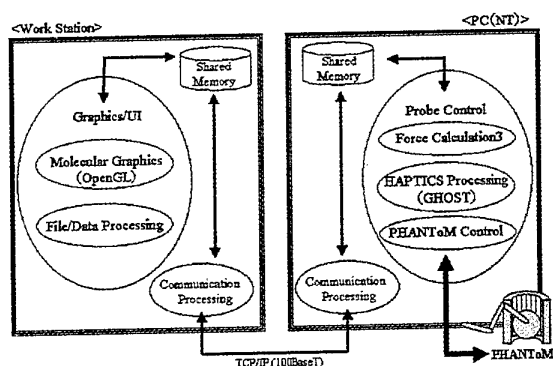 <Work Station>
Shared
Memory
Graphics/UI
Molecular Graphics
(OpenGL)
File/Data Processing
Communication
Processing
<PC(NT)>
Shared
Memory
Probe Control
Force Calculation3
HAPTICS Processing
(GHOST)
PHANToM Control
Communication
Processing
TCP/IP (100BaseT)
PHANToM